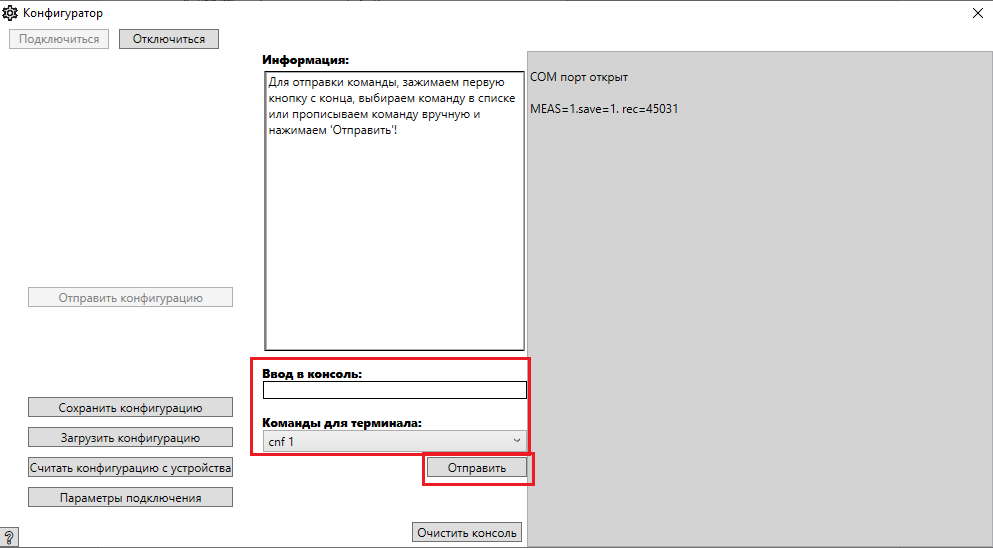 Конфигуратор
Подключиться
Отключиться
Информация:
Для отправки команды, зажимаем первую
кнопку с конца, выбираем команду в списке
или прописываем команду вручную и
нажимаем 'Отправить'!
COM порт открыт
MEAS=1.save=1. rec=45031
Отправить конфигурацию
Ввод в консоль:
Сохранить конфигурацию
Команды для терминала:
cnf 1
Загрузить конфигурацию
Считать конфигурацию с устройства
Отправить
Параметры подключения
Очистить консоль
?